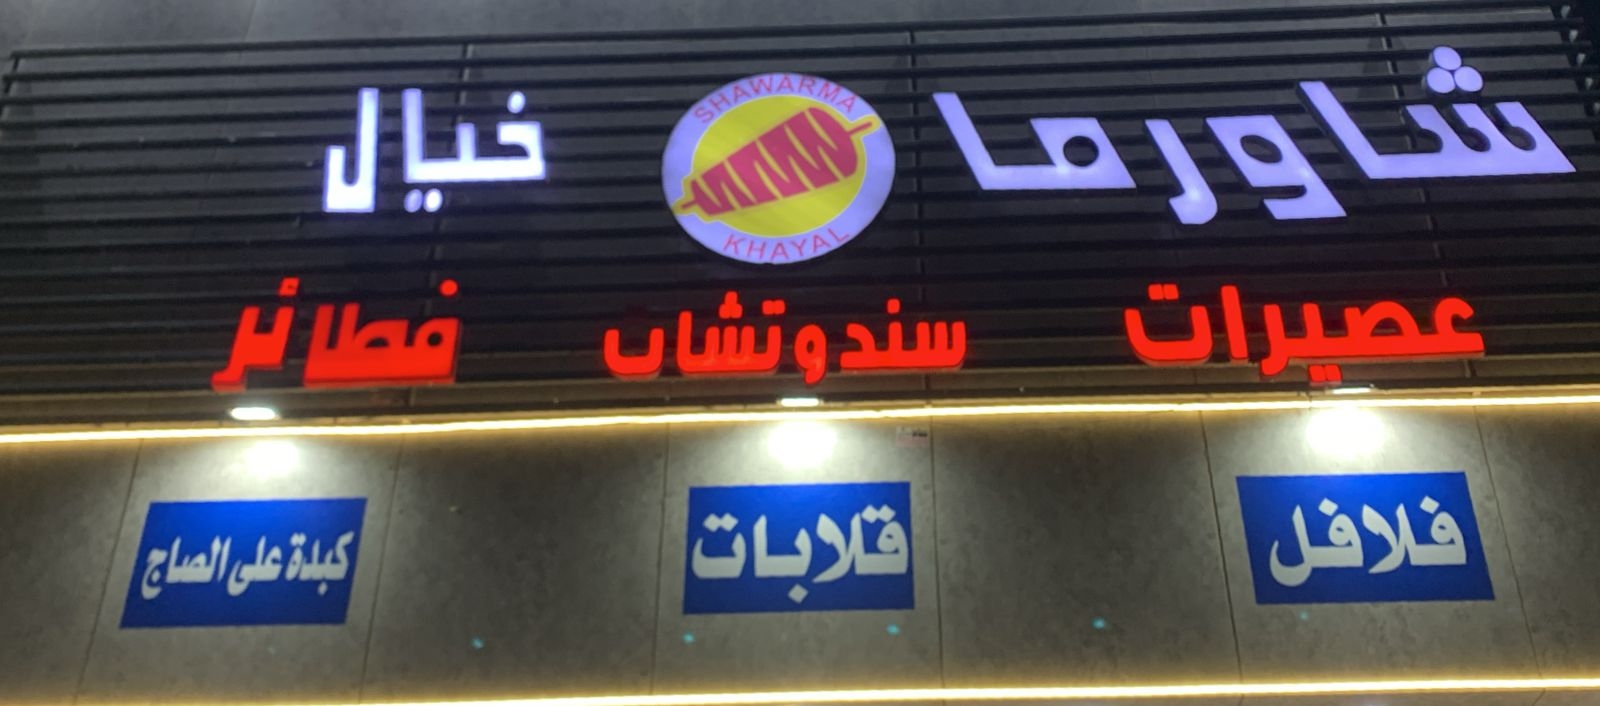 شاورما خيال
SHAWARMA
KHAYAL
عصيرات سندوتشات فطائر
فلافل قلابات كبدة على الصاج